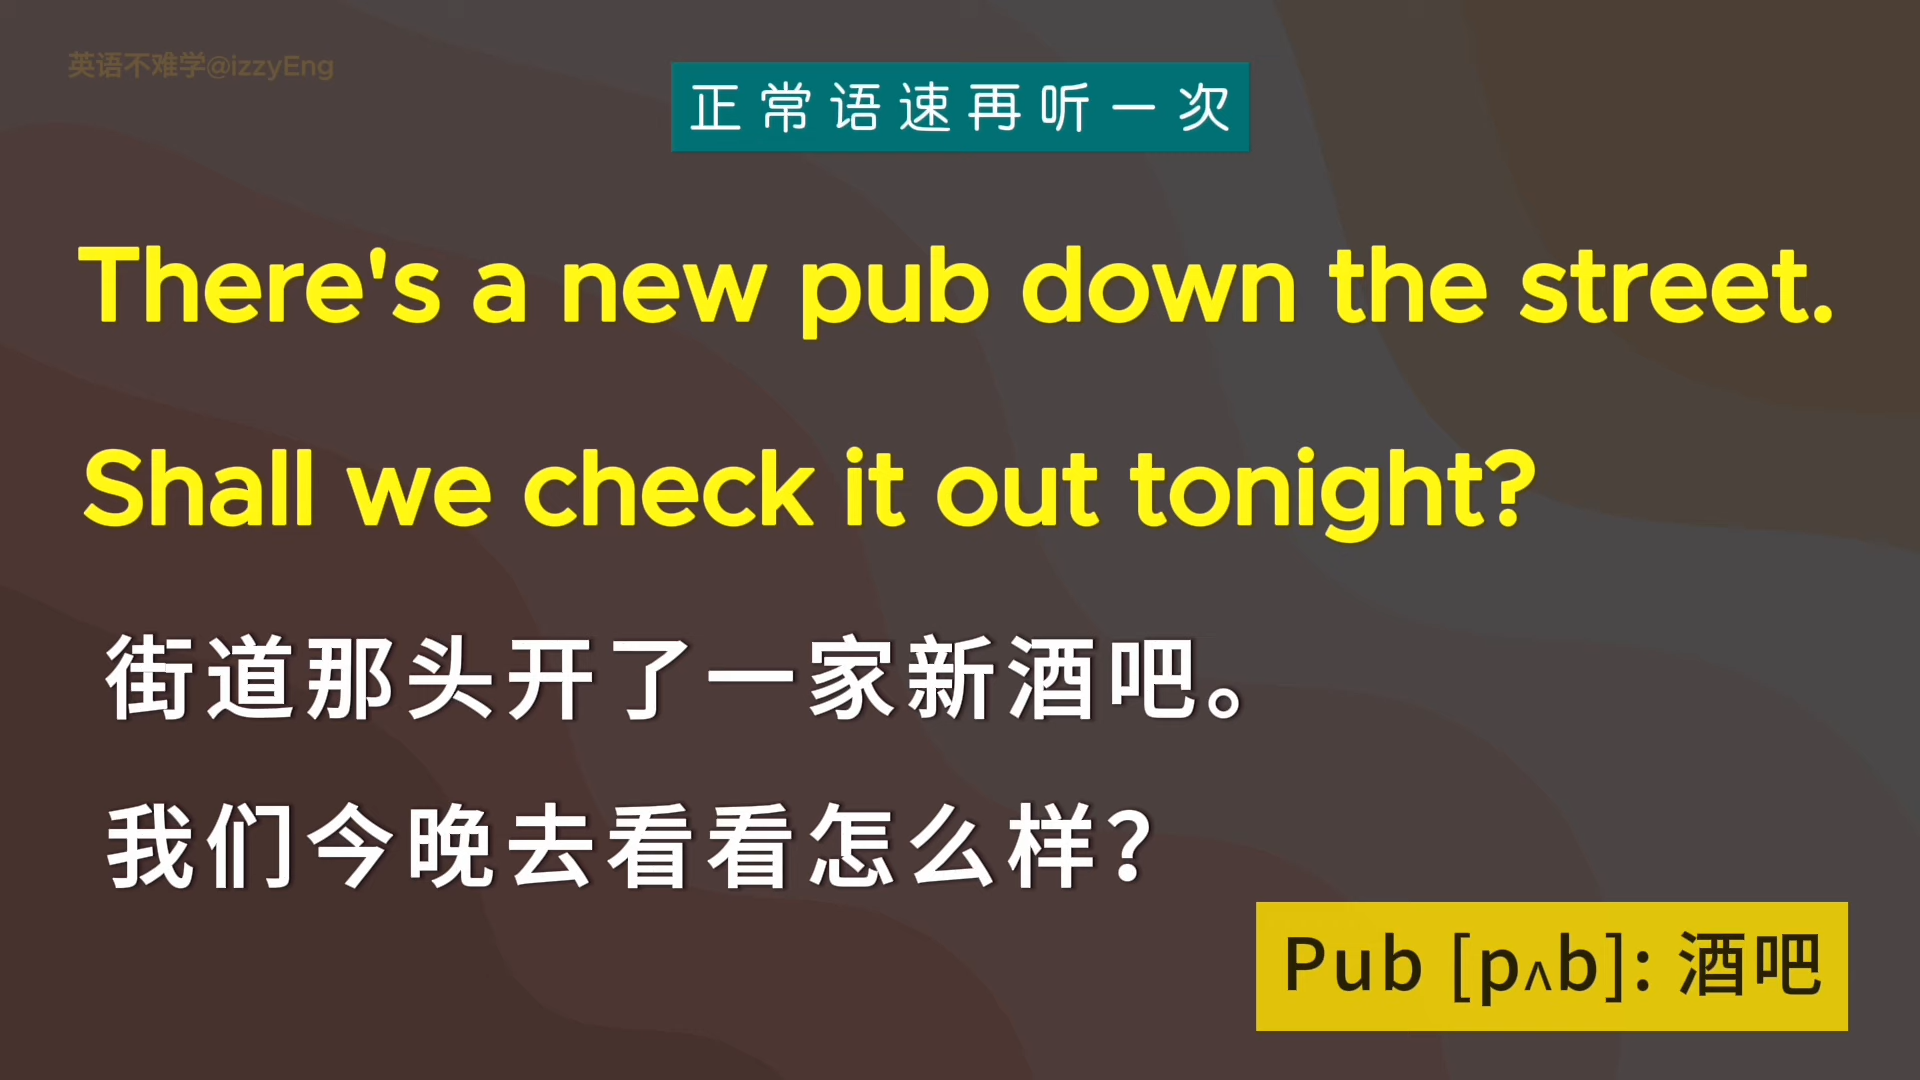 英语不难学@izzyEng
正常语速再听一次
There's a new pub down the street.
Shall we check it out tonight?
街道那头开了一家新酒吧。
我们今晚去看看怎么样?
Pub [pʌb]: 酒吧